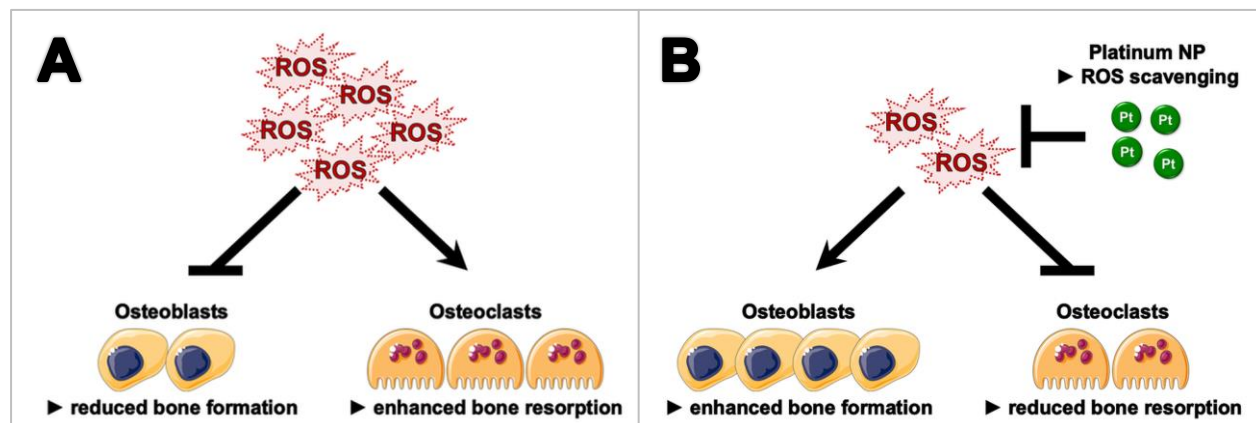 A
ROS
ROS
ROS
ROS
ROS
Osteoblasts
► reduced bone formation
Osteoclasts
► enhanced bone resorption
B
Platinum NP
► ROS scavenging
ROS
ROS
Pt
Pt
Pt
Pt
Osteoblasts
► enhanced bone formation
Osteoclasts
► reduced bone resorption